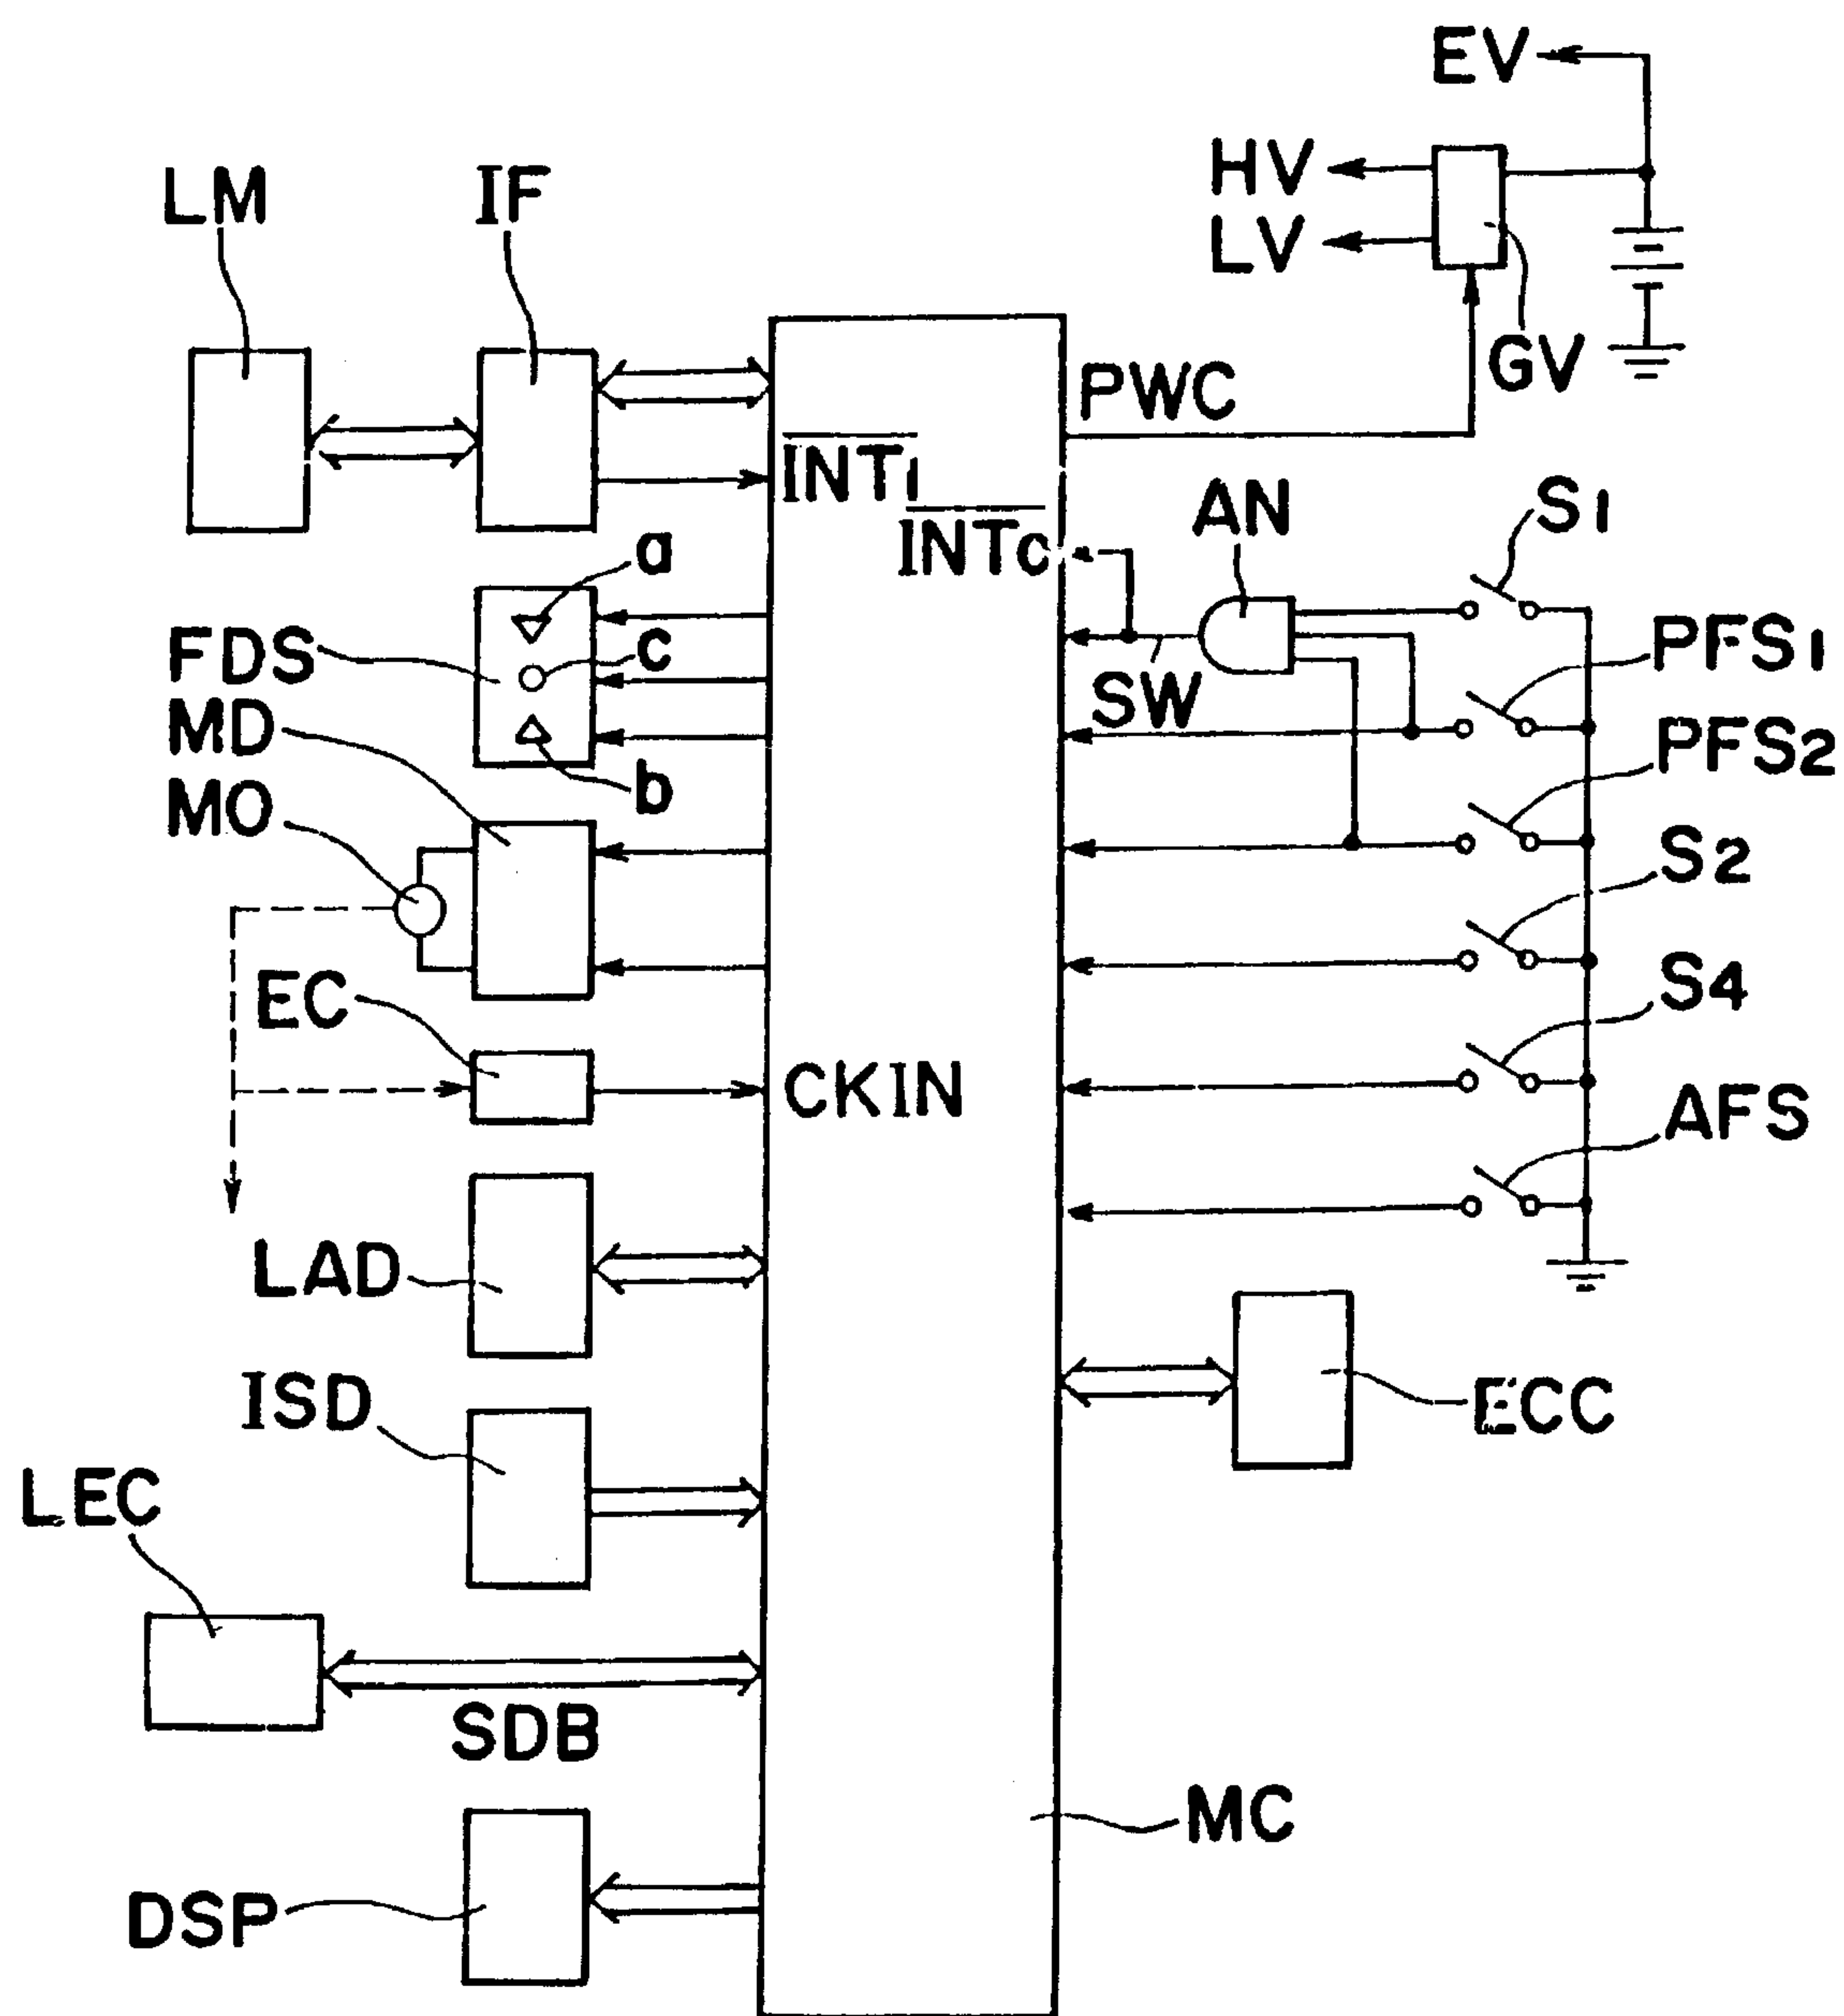 EV
HV
LV
LM
IF
GV
PWC
INT1
INTC
AN
S1
a
FDS
c
PFS1
SW
MD
PFS2
b
MO
S2
EC
S4
CKIN
AFS
LAD
ISD
ECC
LEC
SDB
MC
DSP